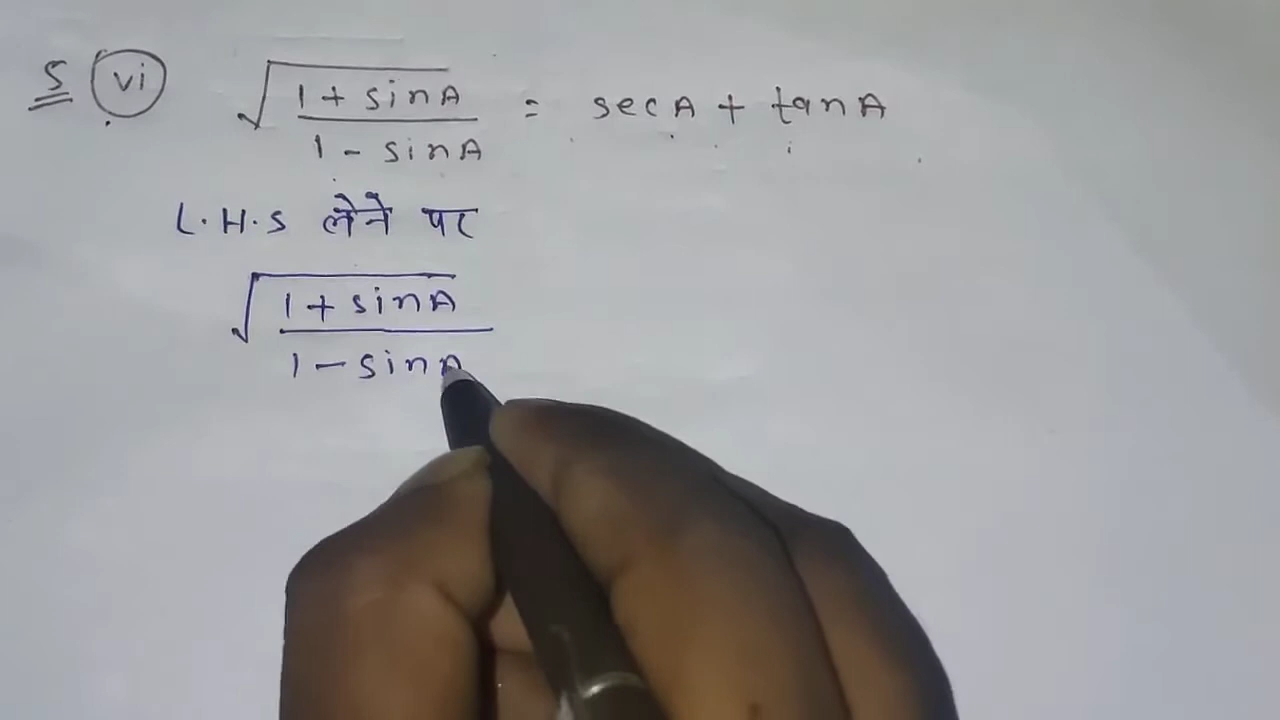 5 (vi) √(1 + sinA / 1 - sinA) = secA + tanA
L.H.S लेने पर
√(1 + sinA / 1 - sinA)